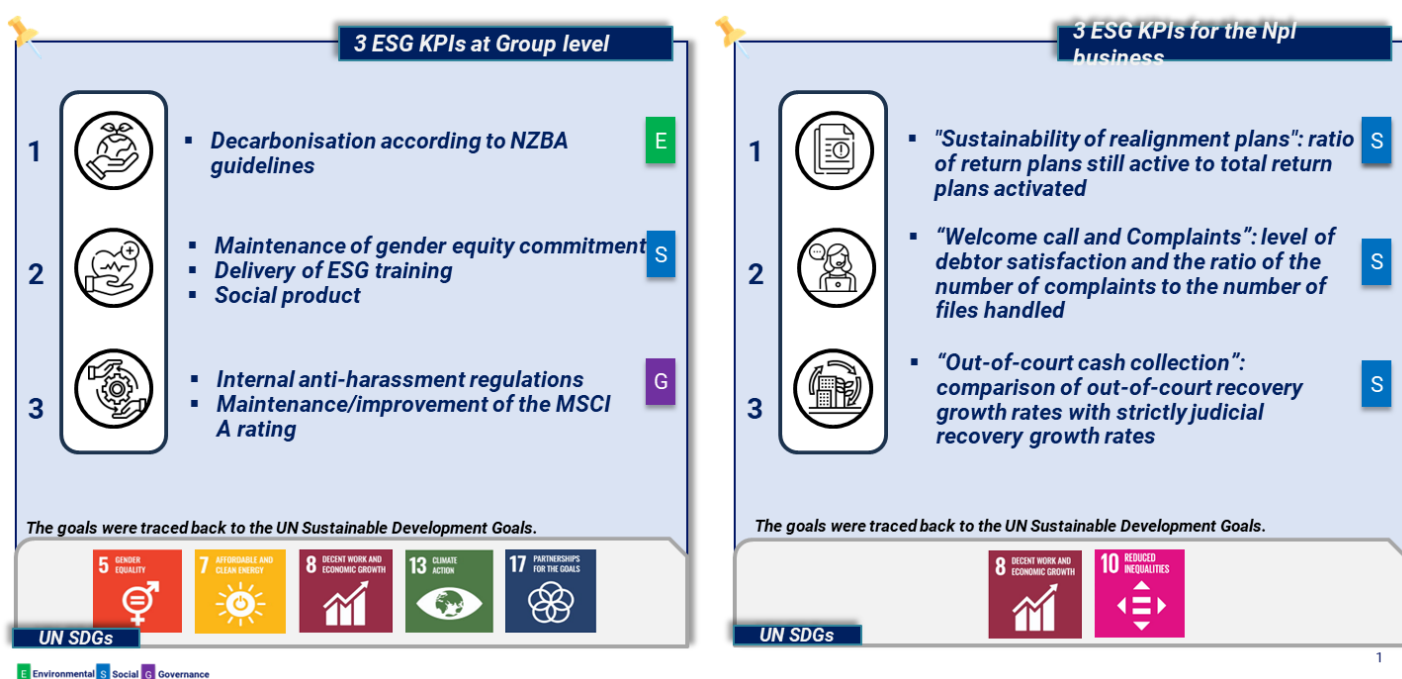 3 ESG KPIs at Group level
1
▪ Decarbonisation according to NZBA
guidelines
E
2
▪ Maintenance of gender equity commitment
▪ Delivery of ESG training
▪ Social product
S
3
▪ Internal anti-harassment regulations
▪ Maintenance/improvement of the MSCI
A rating
G
The goals were traced back to the UN Sustainable Development Goals.
5 GENDER
EQUALITY
7 AFFORDABLE AND
CLEAN ENERGY
8 DECENT WORK AND
ECONOMIC GROWTH
13 CLIMATE
ACTION
17 PARTNERSHIPS
FOR THE GOALS
UN SDGs
E Environmental S Social G Governance
3 ESG KPIs for the Npl
business
1
▪ "Sustainability of realignment plans": ratio
of return plans still active to total return
plans activated
S
2
▪ “Welcome call and Complaints”: level of
debtor satisfaction and the ratio of the
number of complaints to the number of
files handled
S
3
▪ “Out-of-court cash collection”:
comparison of out-of-court recovery
growth rates with strictly judicial
recovery growth rates
S
The goals were traced back to the UN Sustainable Development Goals.
8 DECENT WORK AND
ECONOMIC GROWTH
10 REDUCED
INEQUALITIES
UN SDGs
1